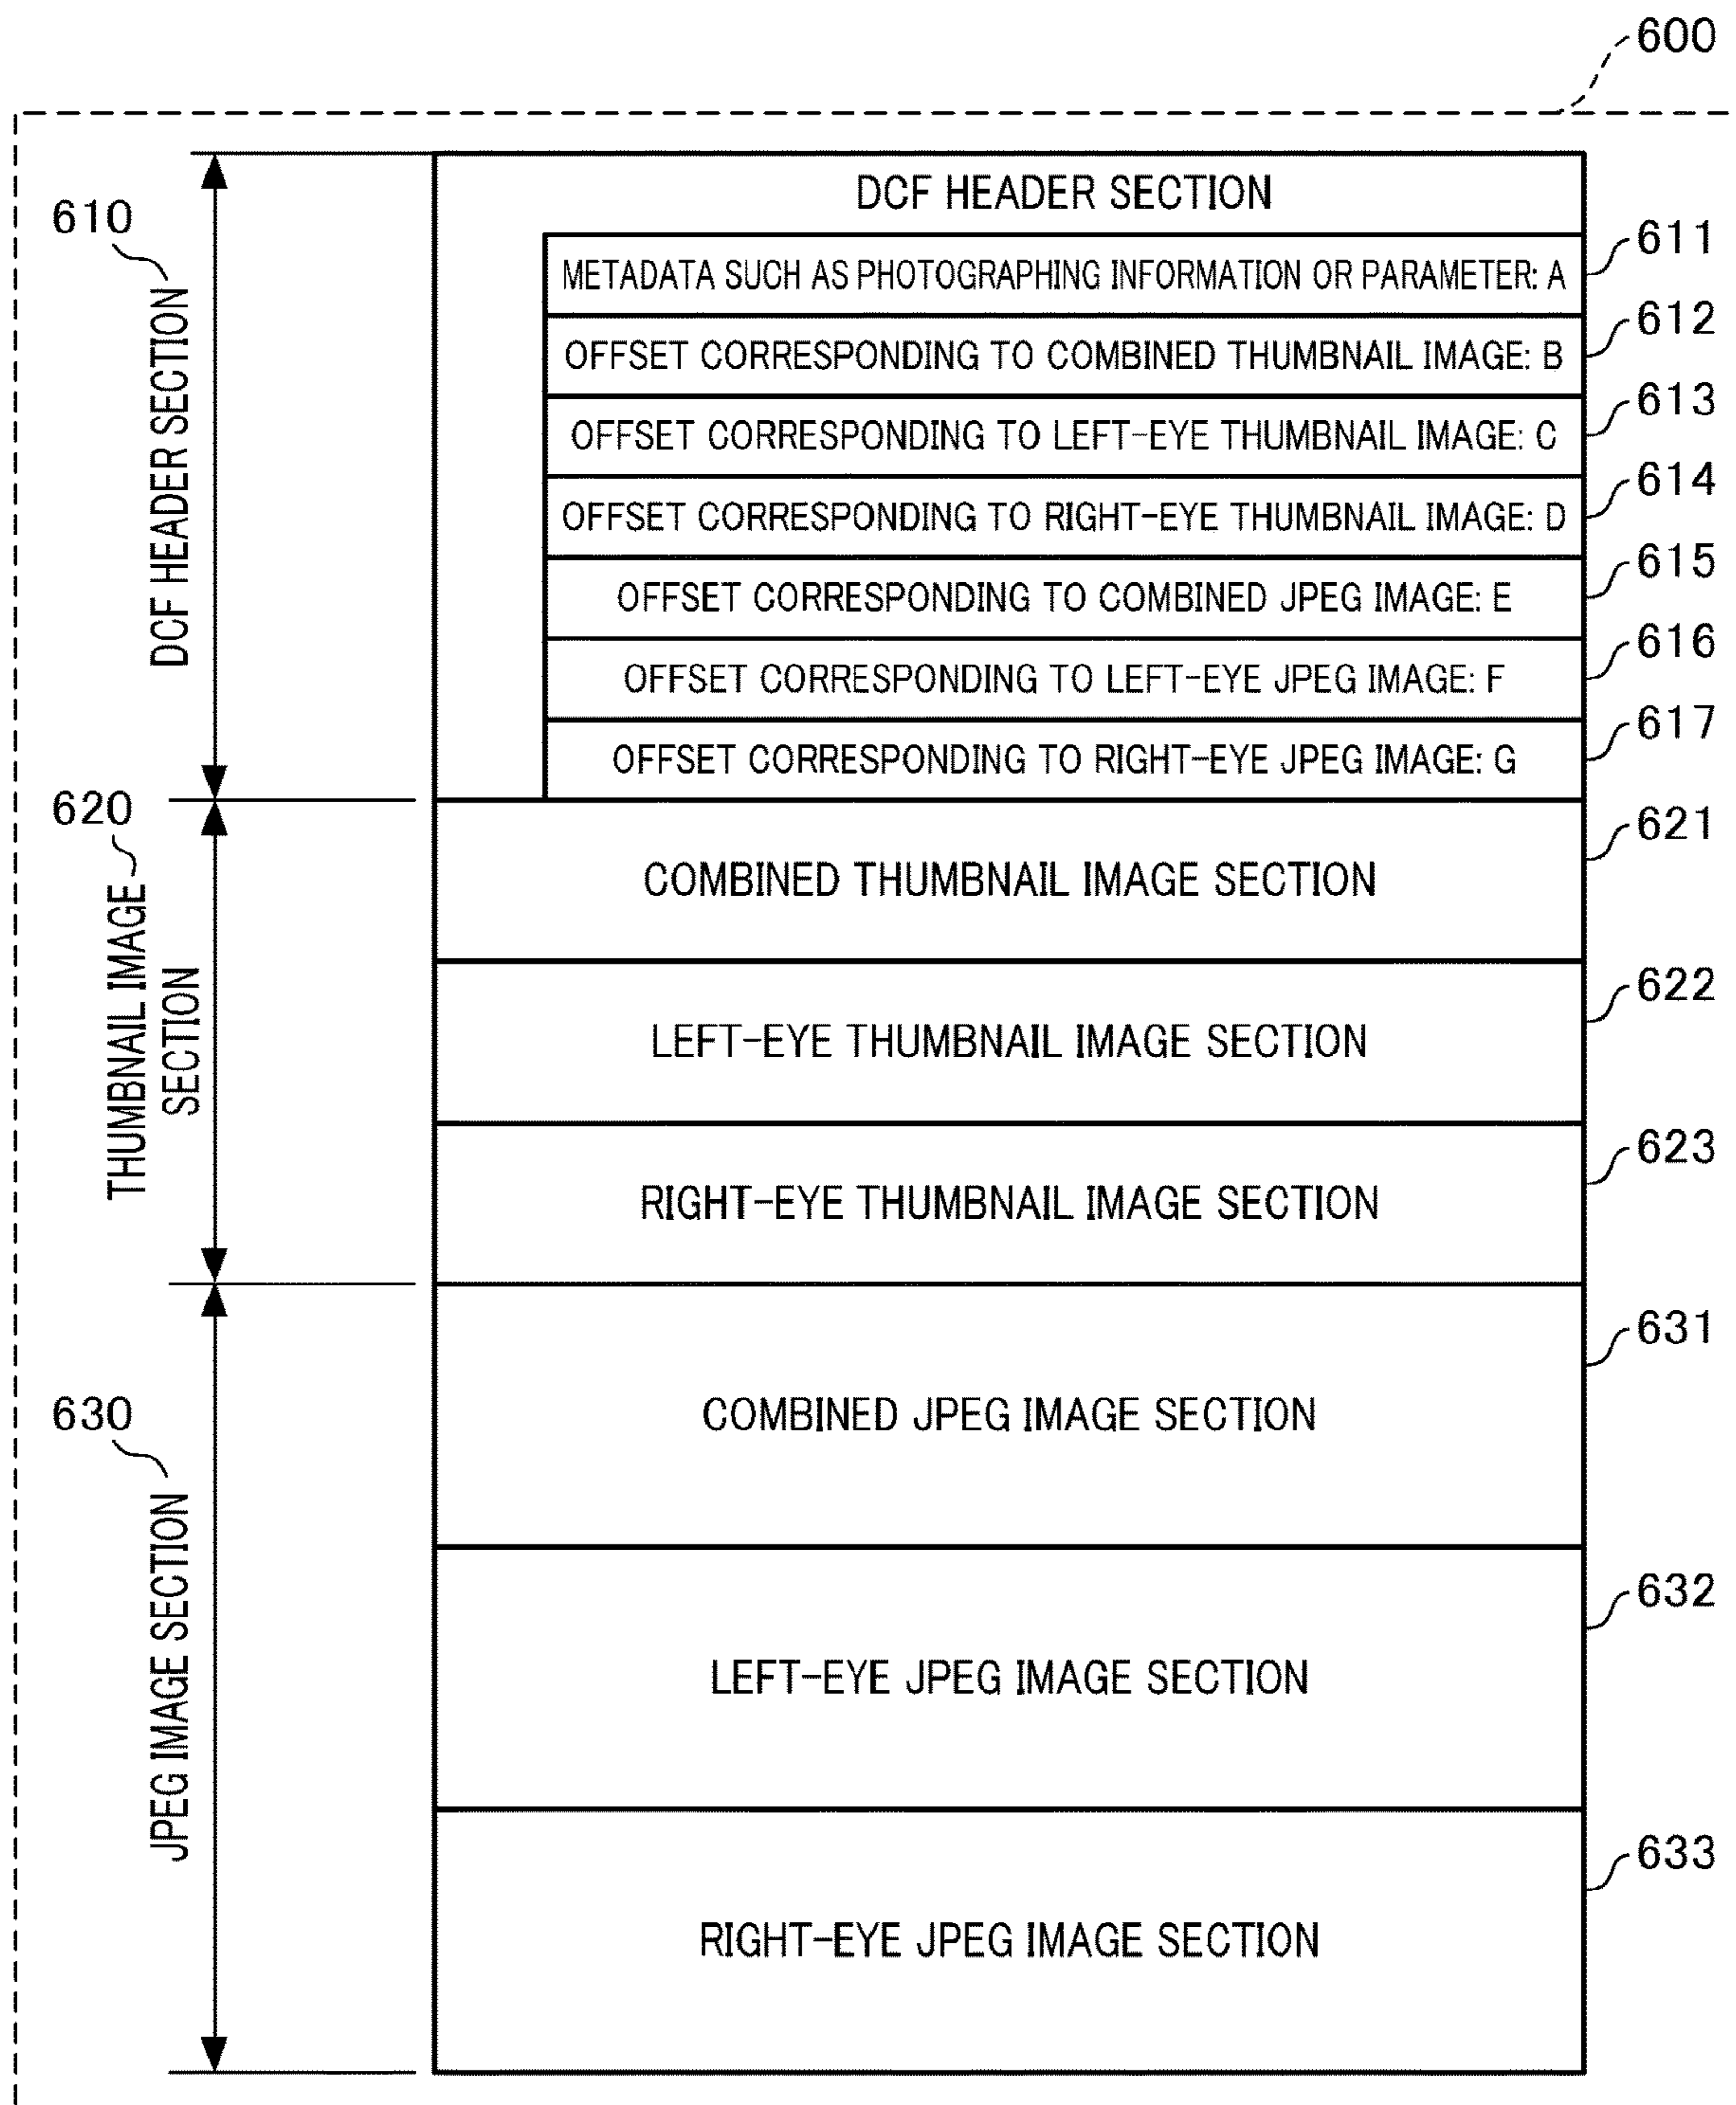 600
610
DCF HEADER SECTION
DCF HEADER SECTION
METADATA SUCH AS PHOTOGRAPHING INFORMATION OR PARAMETER: A
611
OFFSET CORRESPONDING TO COMBINED THUMBNAIL IMAGE: B
612
OFFSET CORRESPONDING TO LEFT-EYE THUMBNAIL IMAGE: C
613
OFFSET CORRESPONDING TO RIGHT-EYE THUMBNAIL IMAGE: D
614
OFFSET CORRESPONDING TO COMBINED JPEG IMAGE: E
615
OFFSET CORRESPONDING TO LEFT-EYE JPEG IMAGE: F
616
OFFSET CORRESPONDING TO RIGHT-EYE JPEG IMAGE: G
617
620
THUMBNAIL IMAGE
SECTION
COMBINED THUMBNAIL IMAGE SECTION
621
LEFT-EYE THUMBNAIL IMAGE SECTION
622
RIGHT-EYE THUMBNAIL IMAGE SECTION
623
630
JPEG IMAGE SECTION
COMBINED JPEG IMAGE SECTION
631
LEFT-EYE JPEG IMAGE SECTION
632
RIGHT-EYE JPEG IMAGE SECTION
633